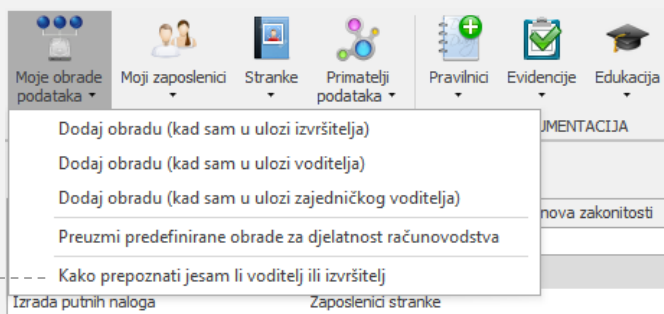 Moje obrade podataka
Moji zaposlenici
Stranke
Primatelji podataka
Pravilnici
Evidencije
Edukacija
Dodaj obradu (kad sam u ulozi izvršitelja)
UMENTACIJA
Dodaj obradu (kad sam u ulozi voditelja)
Dodaj obradu (kad sam u ulozi zajedničkog voditelja)
nova zakonitosti
Preuzmi predefinirane obrade za djelatnost računovodstva
Kako prepoznati jesam li voditelj ili izvršitelj
Izrada putnih naloga
Zaposlenici stranke